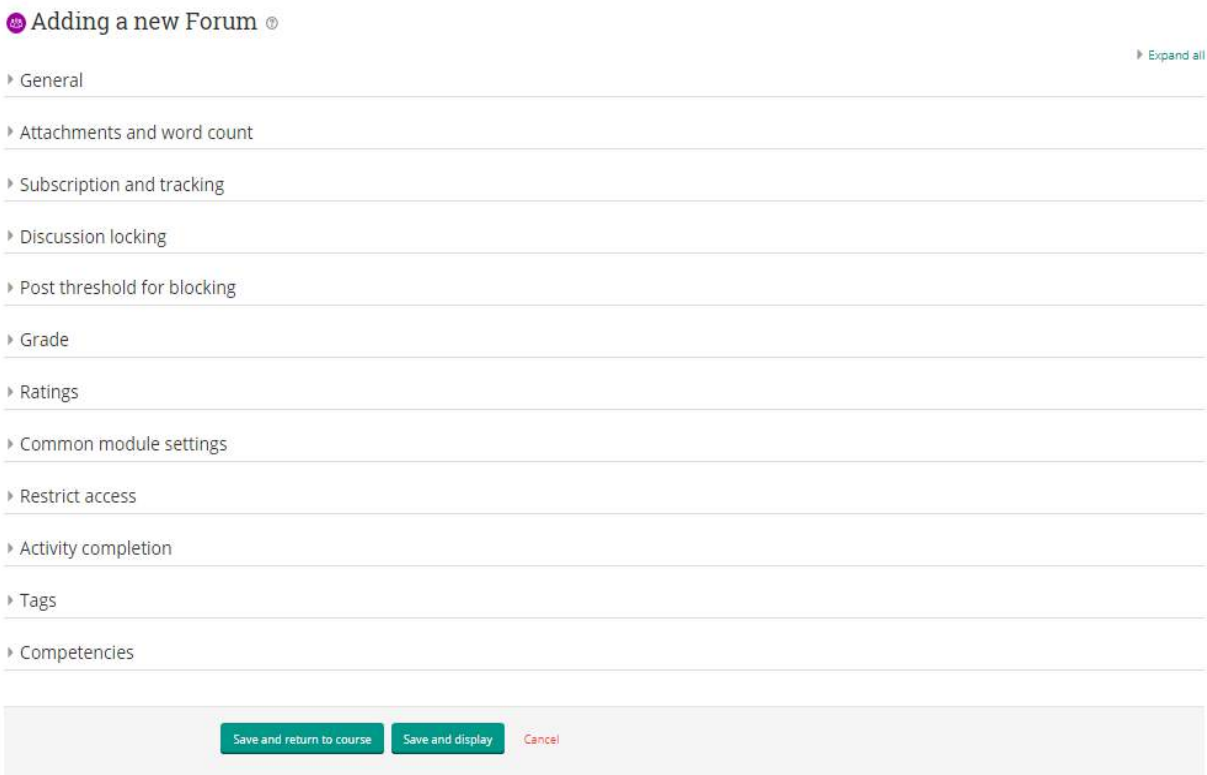 Adding a new Forum
Expand all
General
Attachments and word count
Subscription and tracking
Discussion locking
Post threshold for blocking
Grade
Ratings
Common module settings
Restrict access
Activity completion
Tags
Competencies
Save and return to course Save and display Cancel